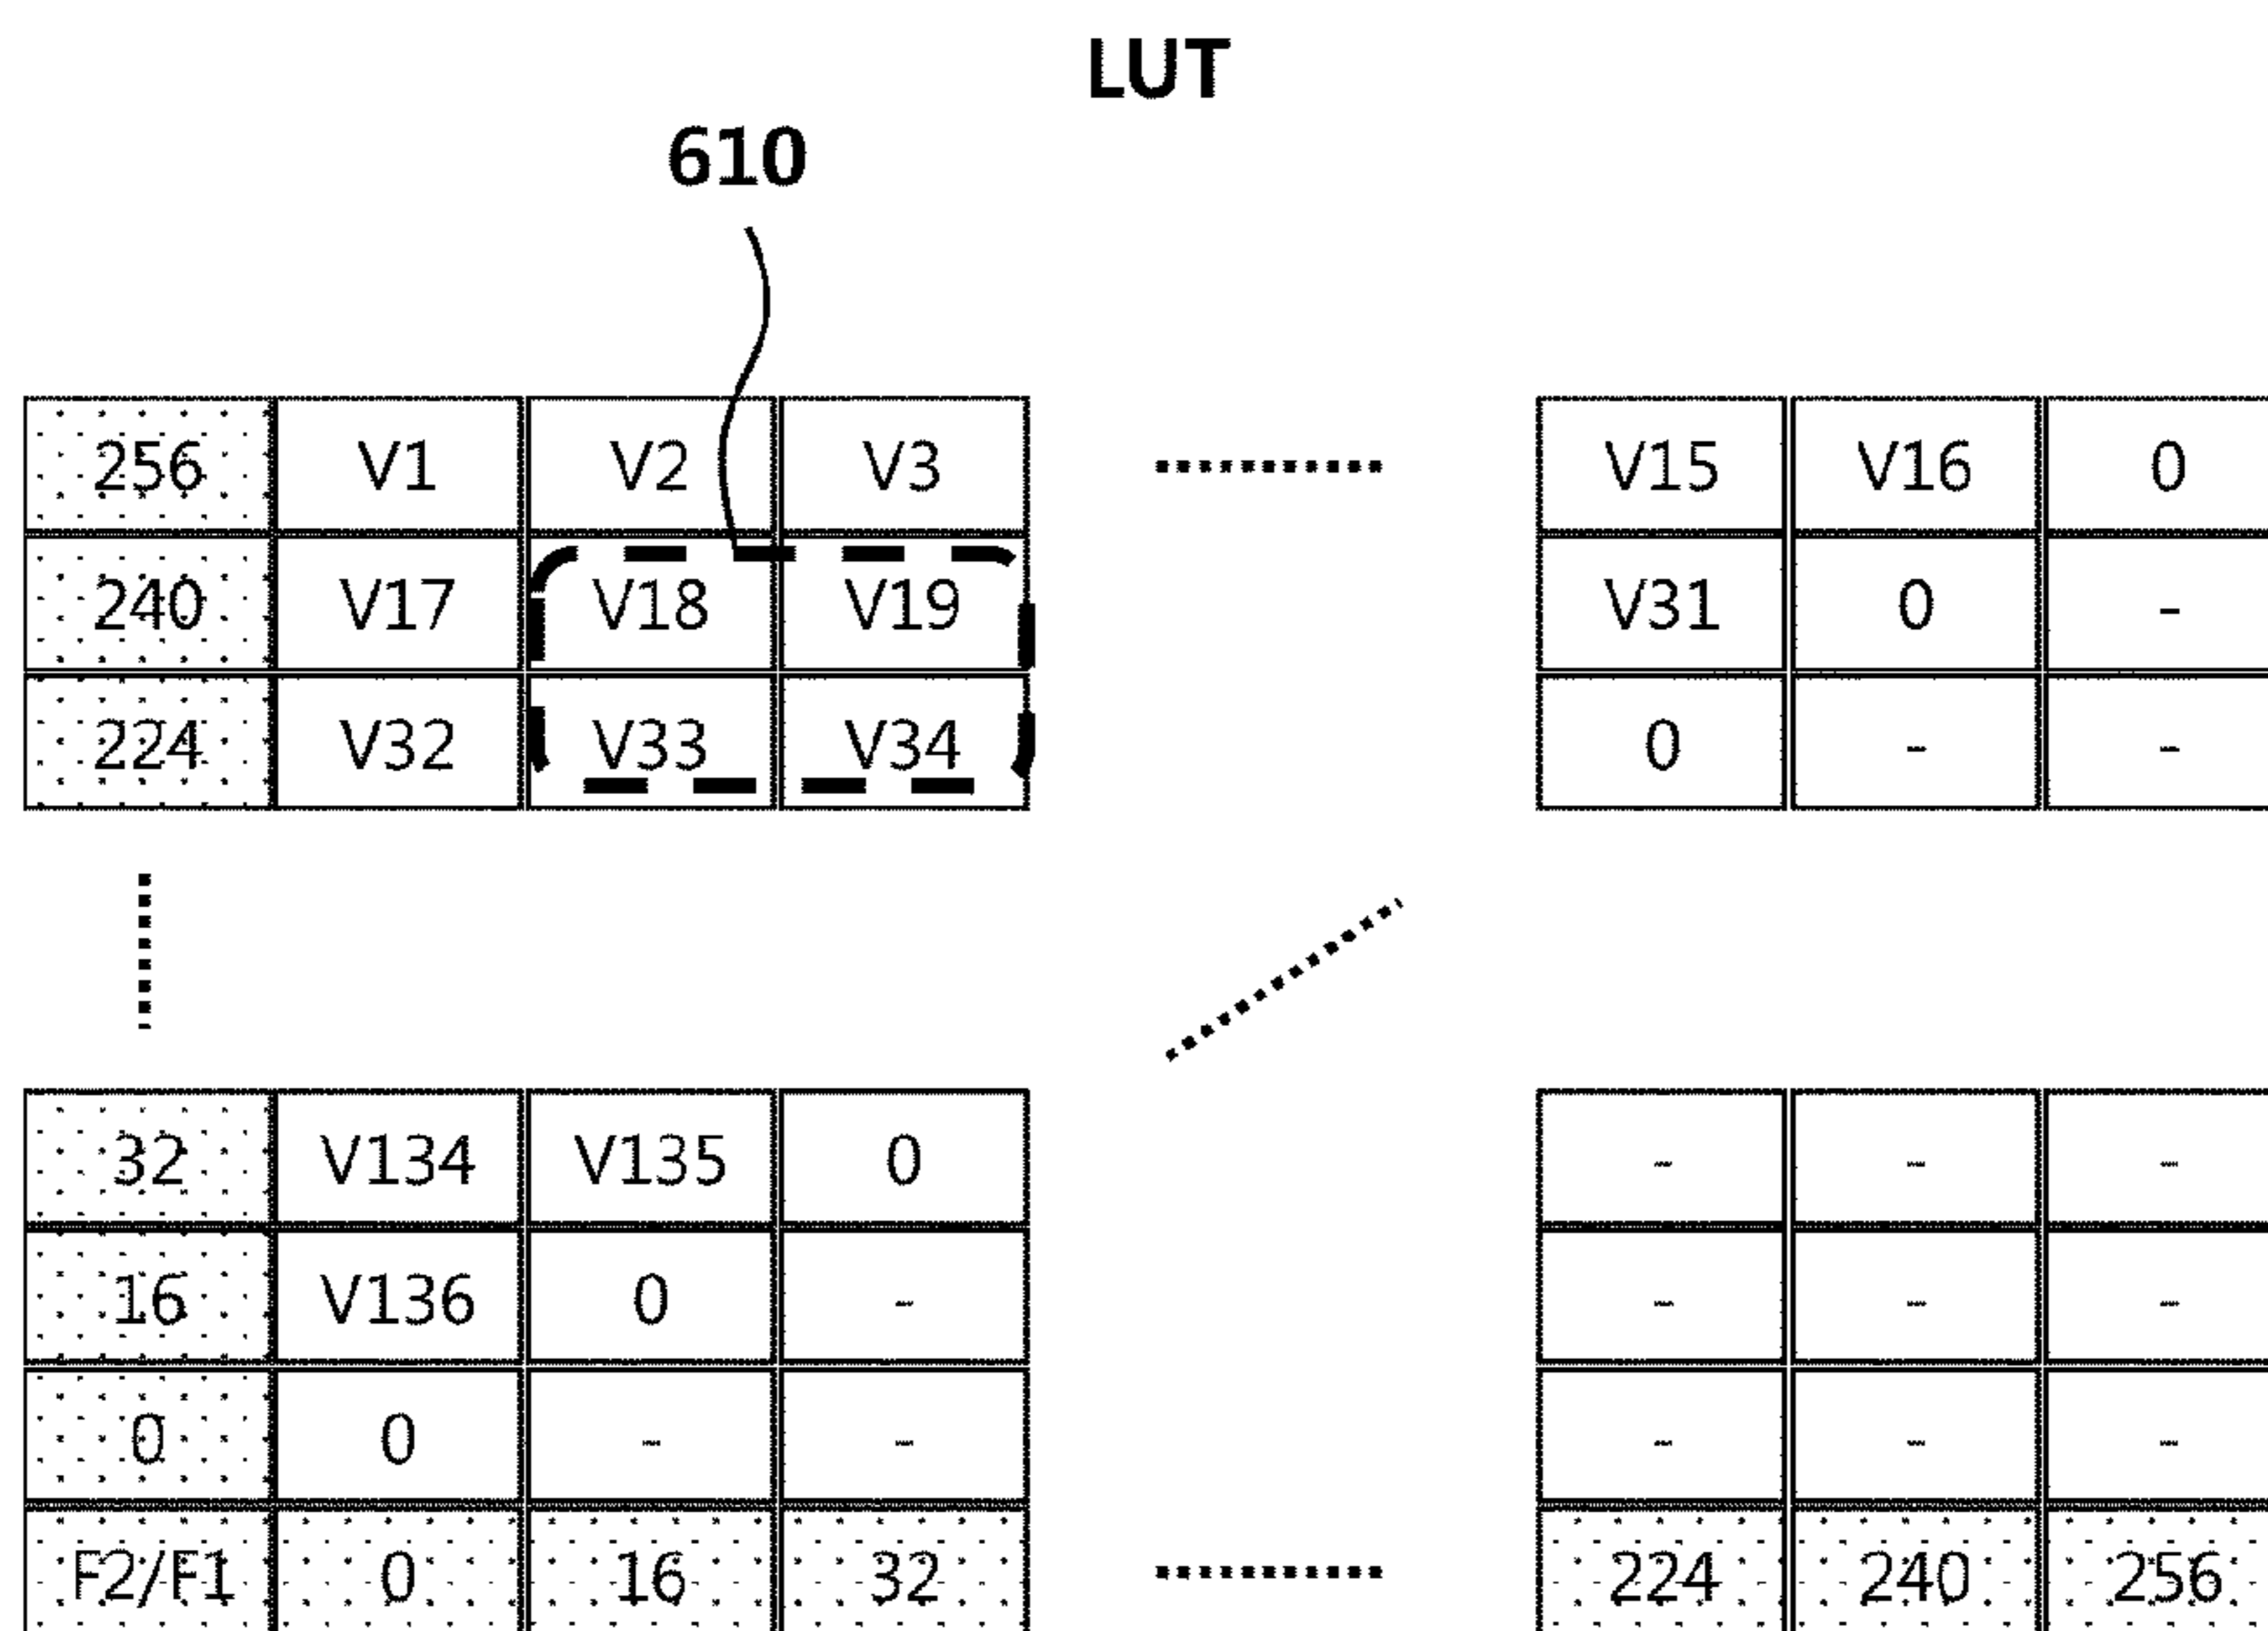 LUT
610
256 V1 V2 V3 V15 V16 0
240 V17 V18 V19 V31 0 -
224 V32 V33 V34 0 - -
32 V134 V135 0 - - -
16 V136 0 - - - -
0 0 - - - - -
F2/F1 0 16 32 224 240 256